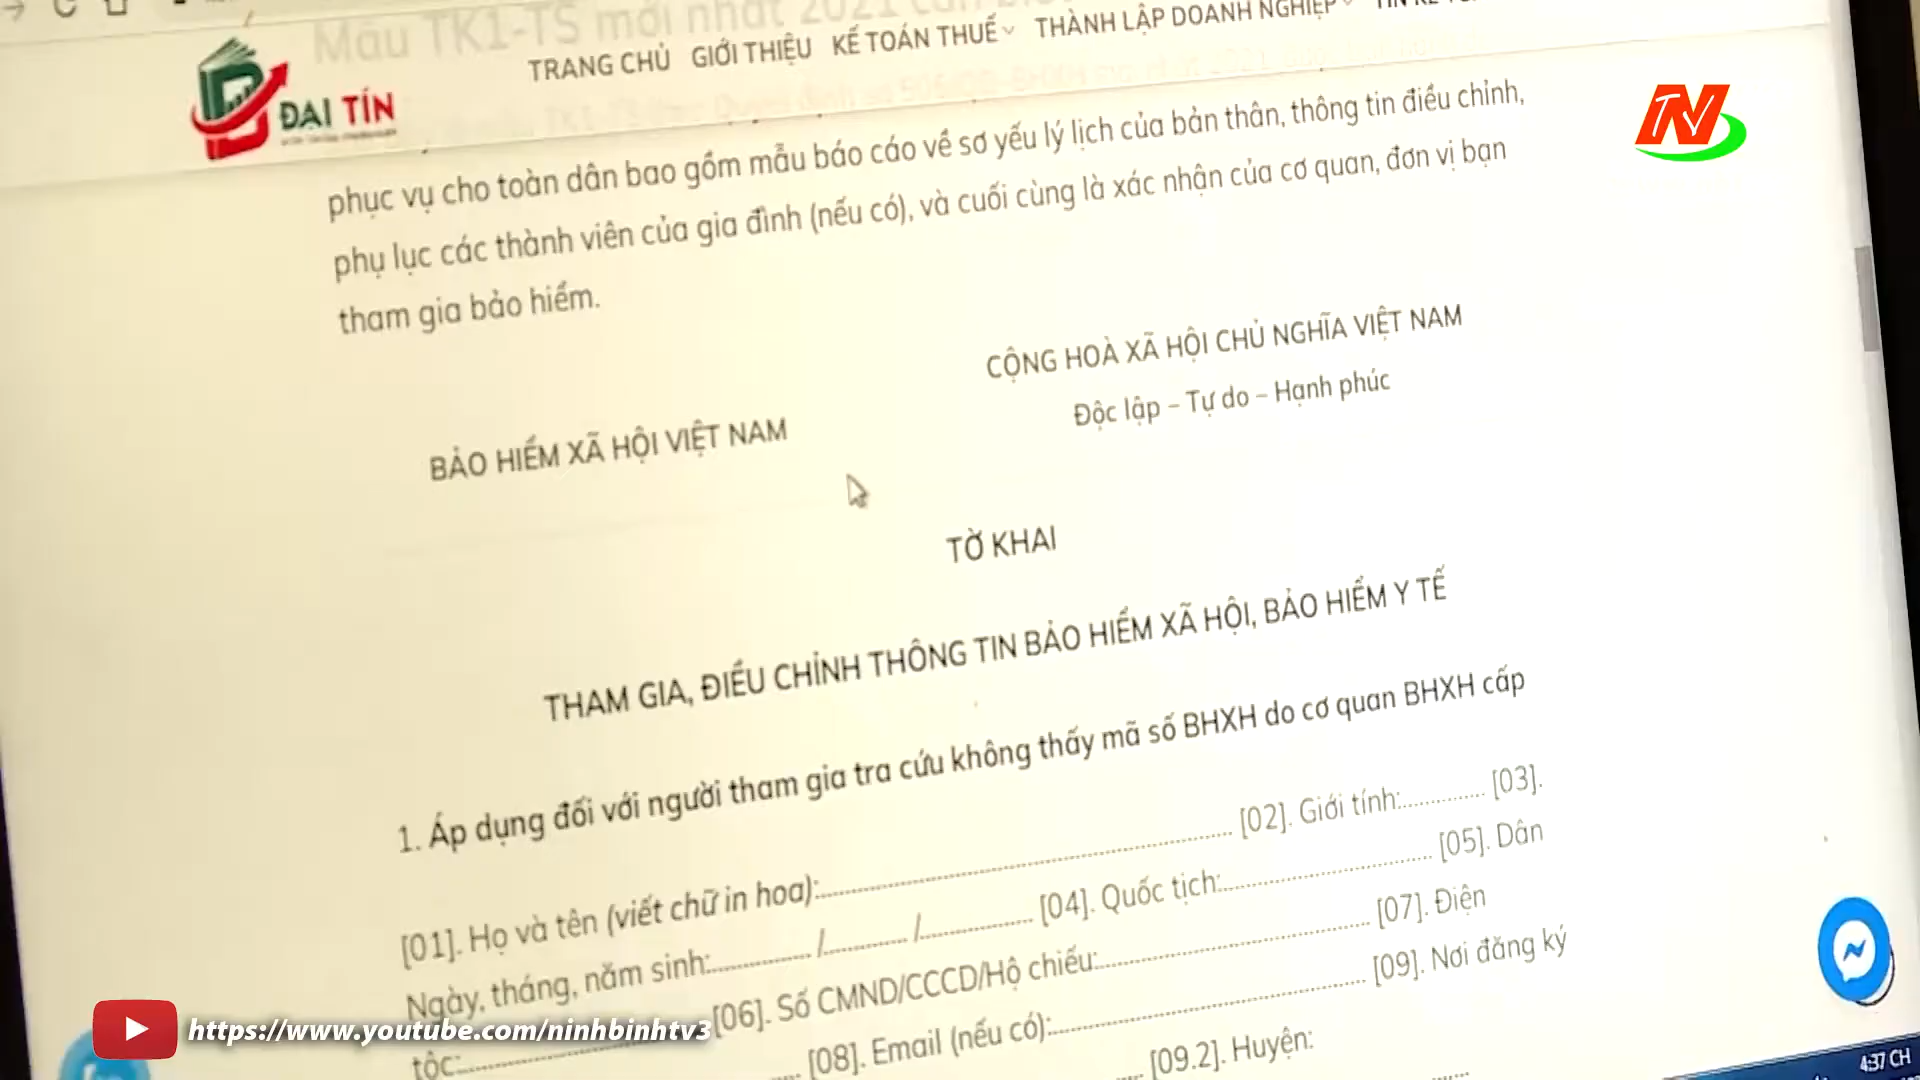 Mẫu TK1-TS mới nhất 2021
TRANG CHỦ GIỚI THIỆU KẾ TOÁN THUẾ THÀNH LẬP DOANH NGHIỆP
ĐẠI TÍN
phục vụ cho toàn dân bao gồm mẫu báo cáo về sơ yếu lý lịch của bản thân, thông tin điều chỉnh,
phụ lục các thành viên của gia đình (nếu có), và cuối cùng là xác nhận của cơ quan, đơn vị bạn
tham gia bảo hiểm.
CỘNG HOÀ XÃ HỘI CHỦ NGHĨA VIỆT NAM
Độc lập – Tự do – Hạnh phúc
BẢO HIỂM XÃ HỘI VIỆT NAM
TỜ KHAI
THAM GIA, ĐIỀU CHỈNH THÔNG TIN BẢO HIỂM XÃ HỘI, BẢO HIỂM Y TẾ
1. Áp dụng đối với người tham gia tra cứu không thấy mã số BHXH do cơ quan BHXH cấp
[01]. Họ và tên (viết chữ in hoa):.......... [02]. Giới tính:.......... [03].
Ngày, tháng, năm sinh:.......... /.......... /.......... [04]. Quốc tịch:.......... [05]. Dân
tộc:.......... [06]. Số CMND/CCCD/Hộ chiếu:.......... [07]. Điện
.......... [08]. Email (nếu có):.......... [09]. Nơi đăng ký
.......... [09.2]. Huyện:
https://www.youtube.com/ninhbinhtv3
4:37 CH